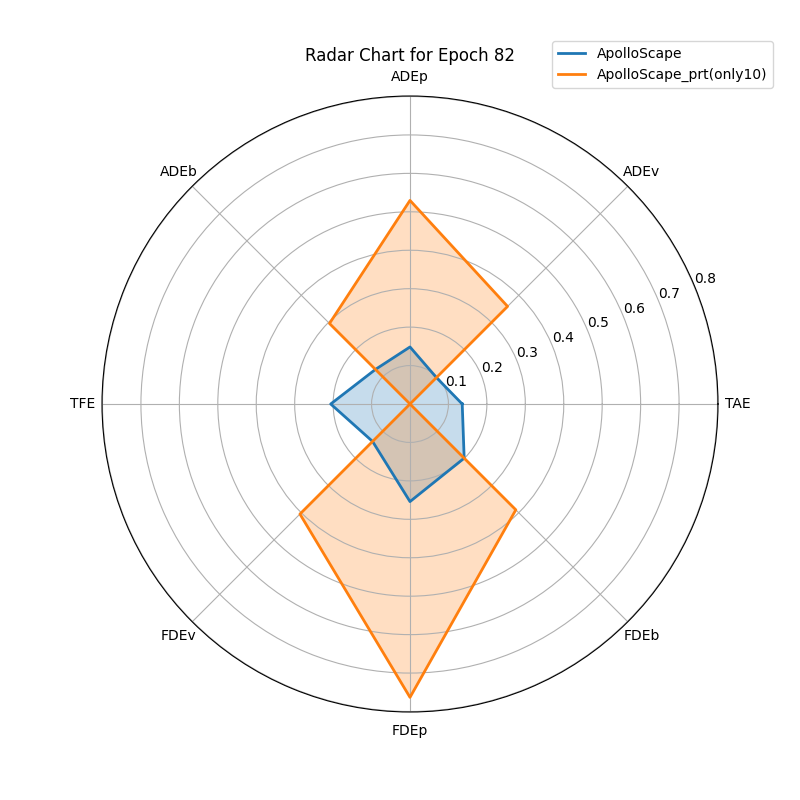 Radar Chart for Epoch 82
ApolloScape
ApolloScape_prt(only10)
ADEp
ADEb
ADEv
0.8
0.7
0.6
0.5
0.4
0.3
0.2
0.1
TFE
TAE
FDEv
FDEb
FDEp